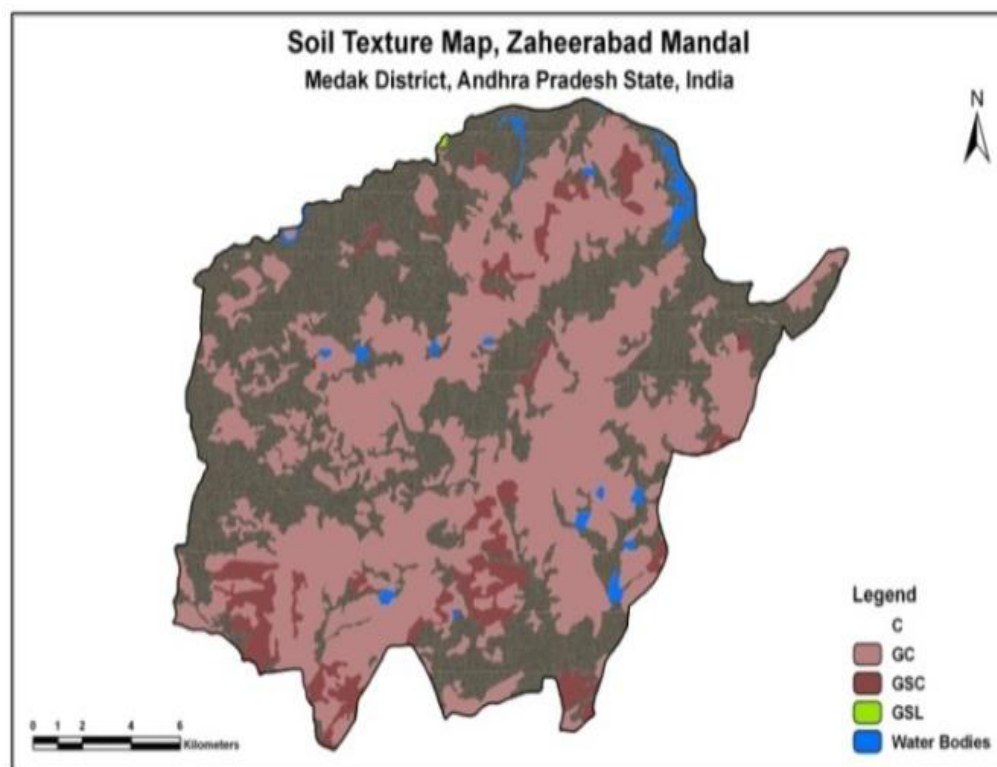 Soil Texture Map, Zaheerabad Mandal
Medak District, Andhra Pradesh State, India
N
Legend
C
GC
GSC
GSL
Water Bodies
0 1 2 4 6
Kilometers